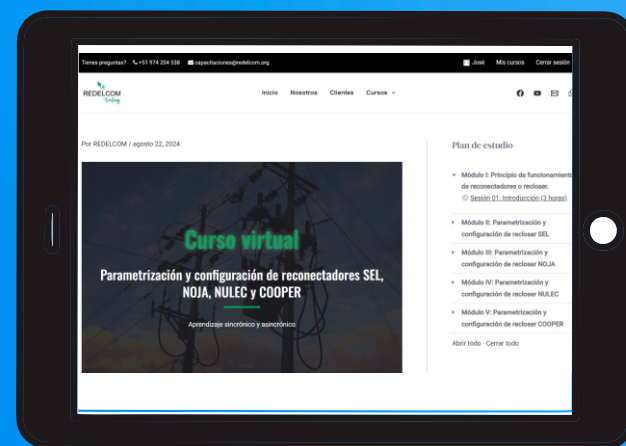 Tienes preguntas? +51 974 204 538 capacitaciones@redelcom.org José Mis cursos Cerrar sesión
REDELCOM
Trading
Inicio Nosotros Clientes Cursos
Por REDELCOM / agosto 22, 2024
Curso virtual
Parametrización y configuración de reconectadores SEL,
NOJA, NULEC y COOPER
Aprendizaje sincrónico y asincrónico
Plan de estudio
Módulo I: Principio de funcionamiento
de reconectadores o recloser.
Sesión 01: Introducción (3 horas)
Módulo II: Parametrización y
configuración de recloser SEL
Módulo III: Parametrización y
configuración de recloser NOJA
Módulo IV: Parametrización y
configuración de recloser NULEC
Módulo V: Parametrización y
configuración de recloser COOPER
Abrir todo · Cerrar todo